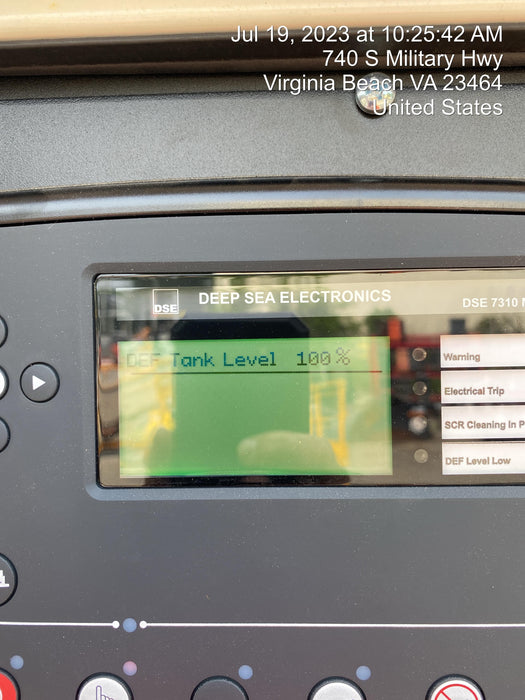 Jul 19, 2023 at 10:25:42 AM
740 S Military Hwy
Virginia Beach VA 23464
United States
DSE
DEEP SEA ELECTRONICS
DSE 7310
DEF Tank Level 100%
Warning
Electrical Trip
SCR Cleaning In
DEF Level Low